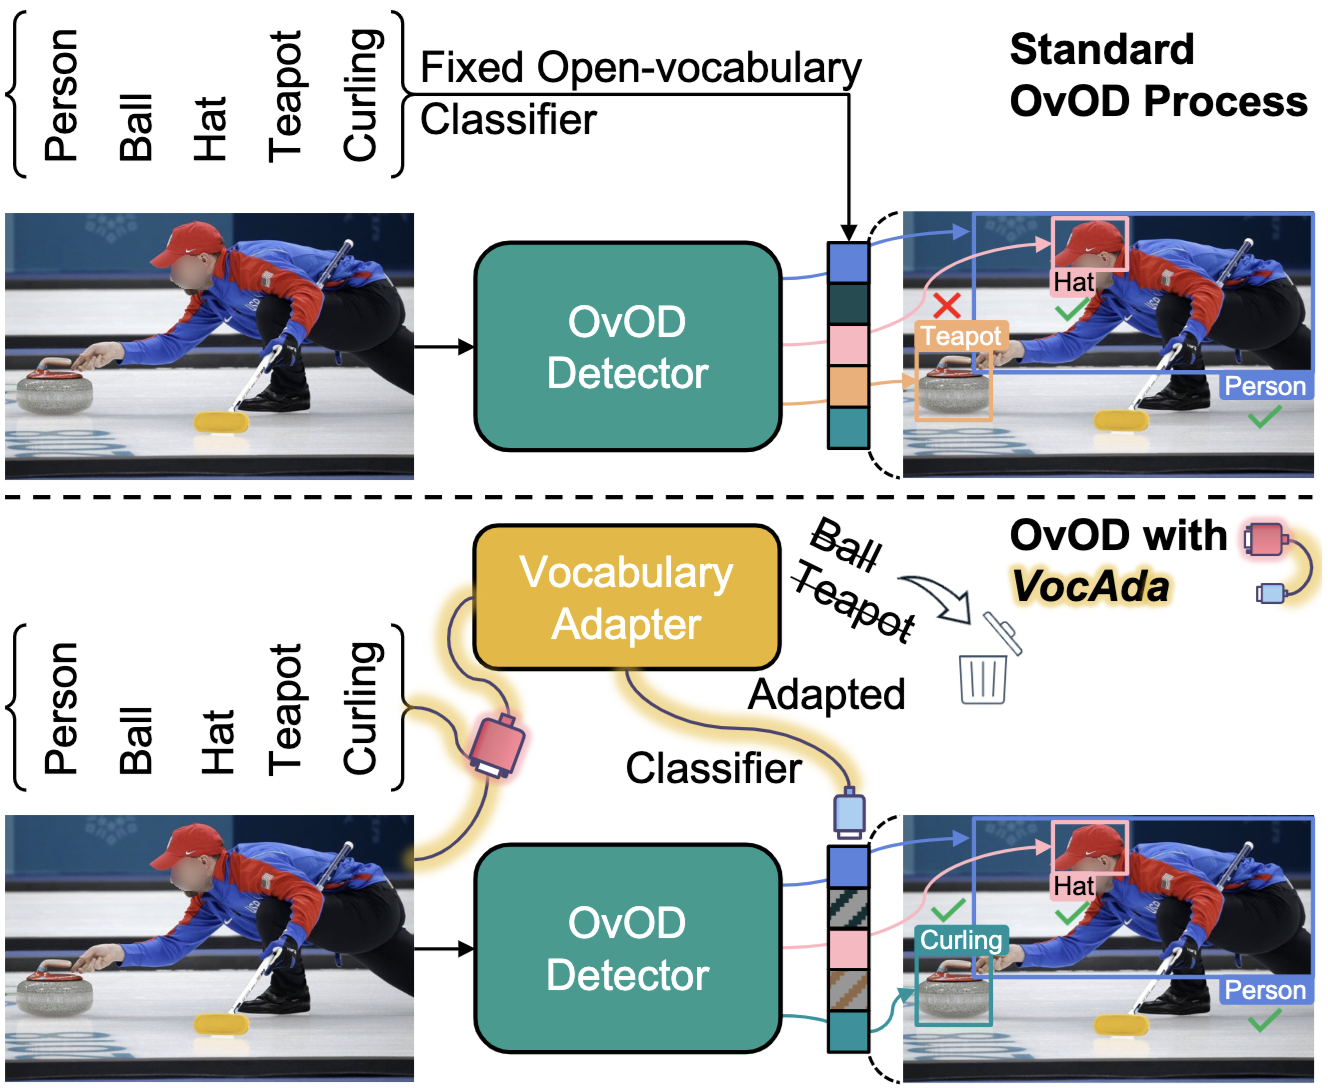 Person
Ball
Hat
Teapot
Curling
Fixed Open-vocabulary
Classifier
Standard
OvOD Process
OvOD
Detector
Hat
Teapot
Person
Vocabulary
Adapter
Ball
Teapot
OvOD with
VocAda
Person
Ball
Hat
Teapot
Curling
Adapted
Classifier
OvOD
Detector
Hat
Curling
Person